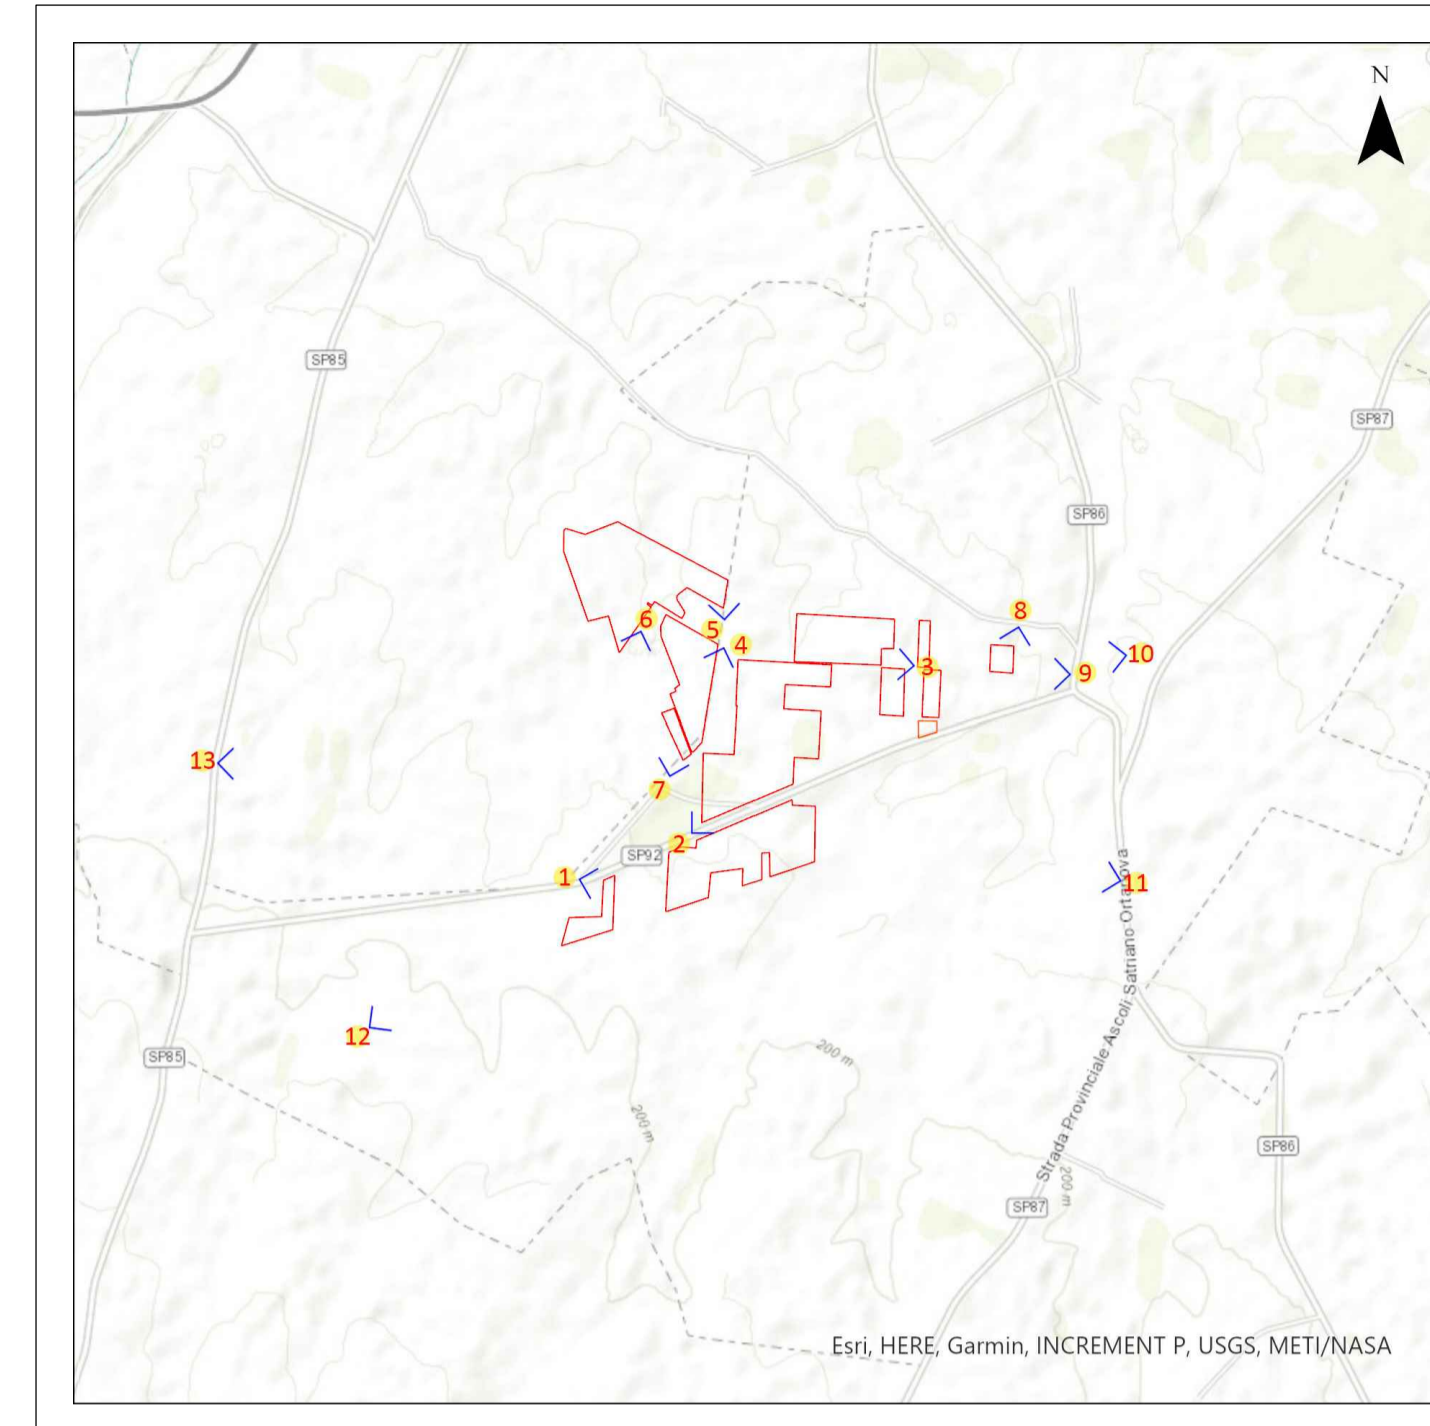 N
SP85
SP87
SP86
8
6
5
4
10
3
9
13
7
2
SP92
1
11
Strada Provinciale Ascoli Satriano-Ortanova
12
200 m
SP85
200 m
SP86
200 m
SP87
Esri, HERE, Garmin, INCREMENT P, USGS, METI/NASA